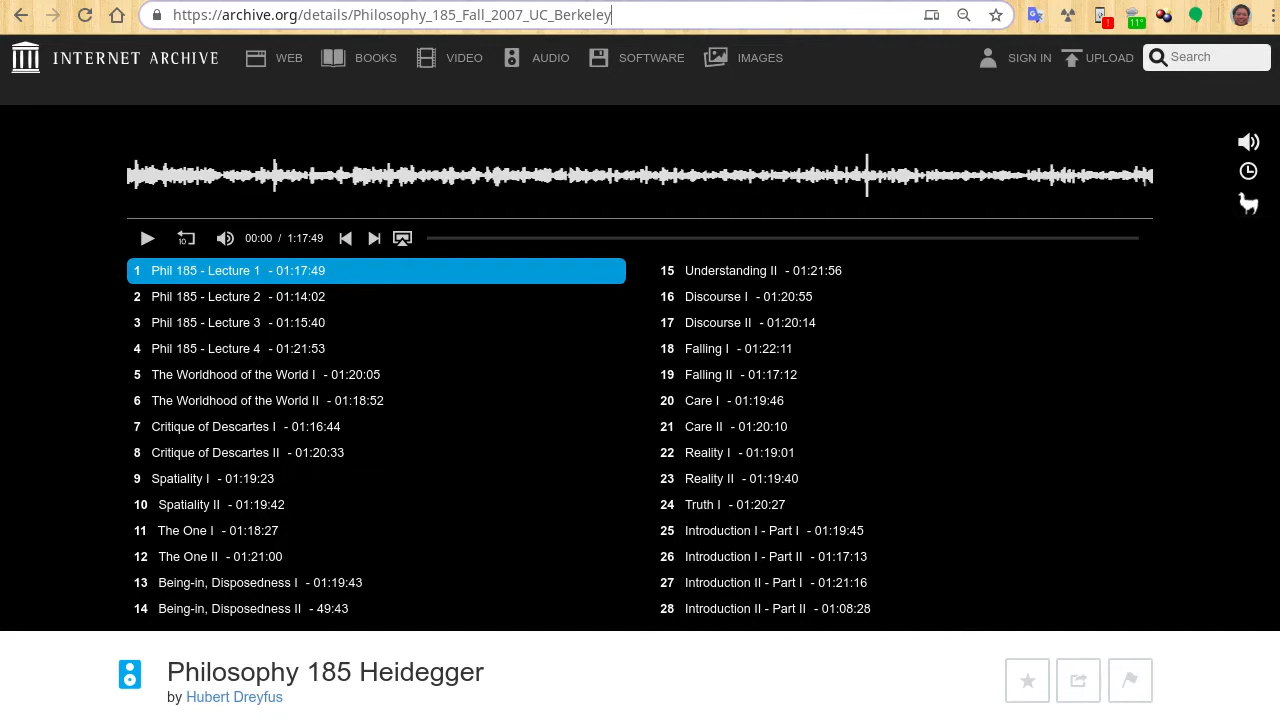 https://archive.org/details/Philosophy_185_Fall_2007_UC_Berkeley
!
11°
INTERNET ARCHIVE WEB BOOKS VIDEO AUDIO SOFTWARE IMAGES SIGN IN UPLOAD Search
10 00:00 / 1:17:49
1 Phil 185 - Lecture 1 - 01:17:49
2 Phil 185 - Lecture 2 - 01:14:02
3 Phil 185 - Lecture 3 - 01:15:40
4 Phil 185 - Lecture 4 - 01:21:53
5 The Worldhood of the World I - 01:20:05
6 The Worldhood of the World II - 01:18:52
7 Critique of Descartes I - 01:16:44
8 Critique of Descartes II - 01:20:33
9 Spatiality I - 01:19:23
10 Spatiality II - 01:19:42
11 The One I - 01:18:27
12 The One II - 01:21:00
13 Being-in, Disposedness I - 01:19:43
14 Being-in, Disposedness II - 49:43
15 Understanding II - 01:21:56
16 Discourse I - 01:20:55
17 Discourse II - 01:20:14
18 Falling I - 01:22:11
19 Falling II - 01:17:12
20 Care I - 01:19:46
21 Care II - 01:20:10
22 Reality I - 01:19:01
23 Reality II - 01:19:40
24 Truth I - 01:20:27
25 Introduction I - Part I - 01:19:45
26 Introduction I - Part II - 01:17:13
27 Introduction II - Part I - 01:21:16
28 Introduction II - Part II - 01:08:28
Philosophy 185 Heidegger
by Hubert Dreyfus